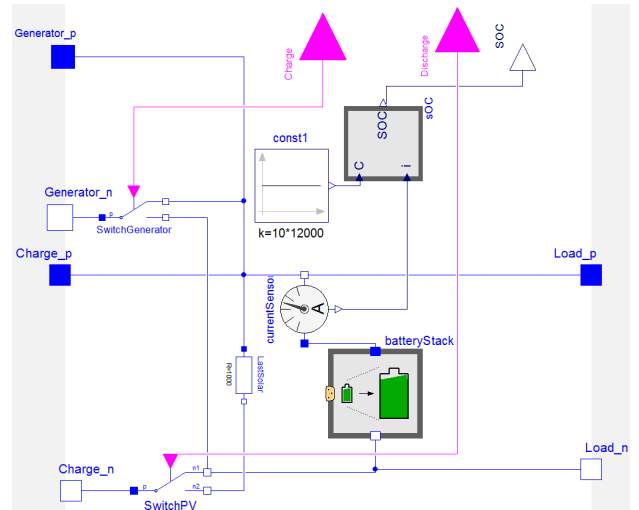 Generator_p
Charge
Discharge
SOC
SOC
sOC
C
i
const1
k=10*12000
Generator_n
p
SwitchGenerator
Charge_p
Load_p
currentSensor
A
batteryStack
LastSolar
R=1000
Charge_n
p
n1
n2
SwitchPV
Load_n